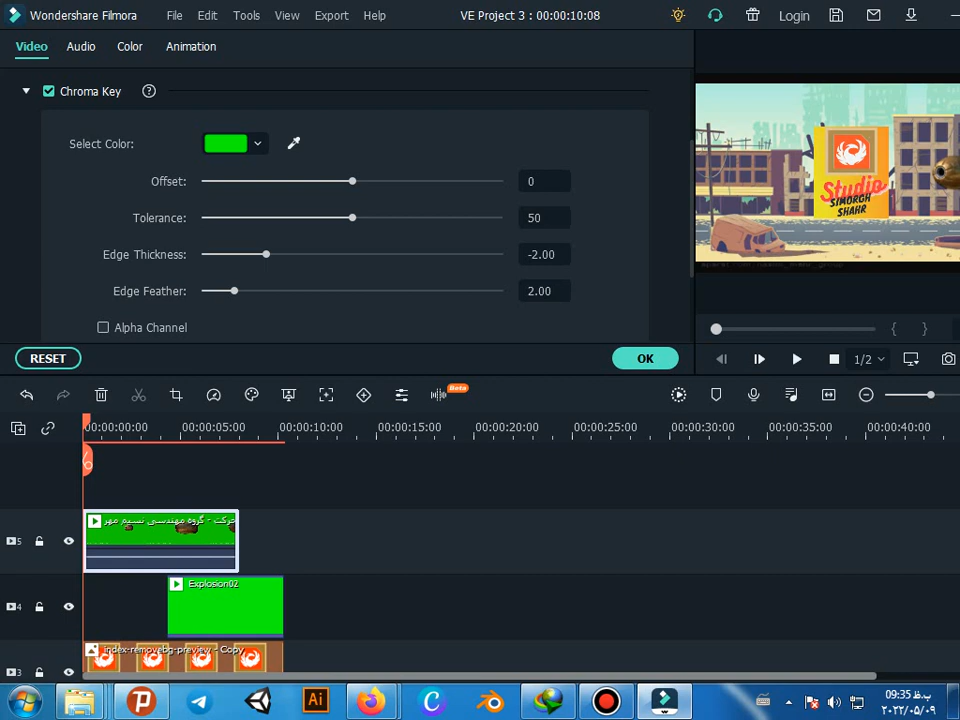 Wondershare Filmora File Edit Tools View Export Help VE Project 3 : 00:00:10:08 Login
Video Audio Color Animation
Chroma Key
Select Color:
Offset: 0
Tolerance: 50
Edge Thickness: -2.00
Edge Feather: 2.00
Alpha Channel
RESET OK
Studio
SIMORGH
SHAHR
1/2
Beta
00:00:00:00 00:00:05:00 00:00:10:00 00:00:15:00 00:00:20:00 00:00:25:00 00:00:30:00 00:00:35:00 00:00:40:00
حرکت - گروه مهندسی نسیم مهر
5
Explosion02
4
index-removebg-preview - Copy
3
Ai
09:35 ب.ظ
۲۰۲۲/۰۵/۰۹